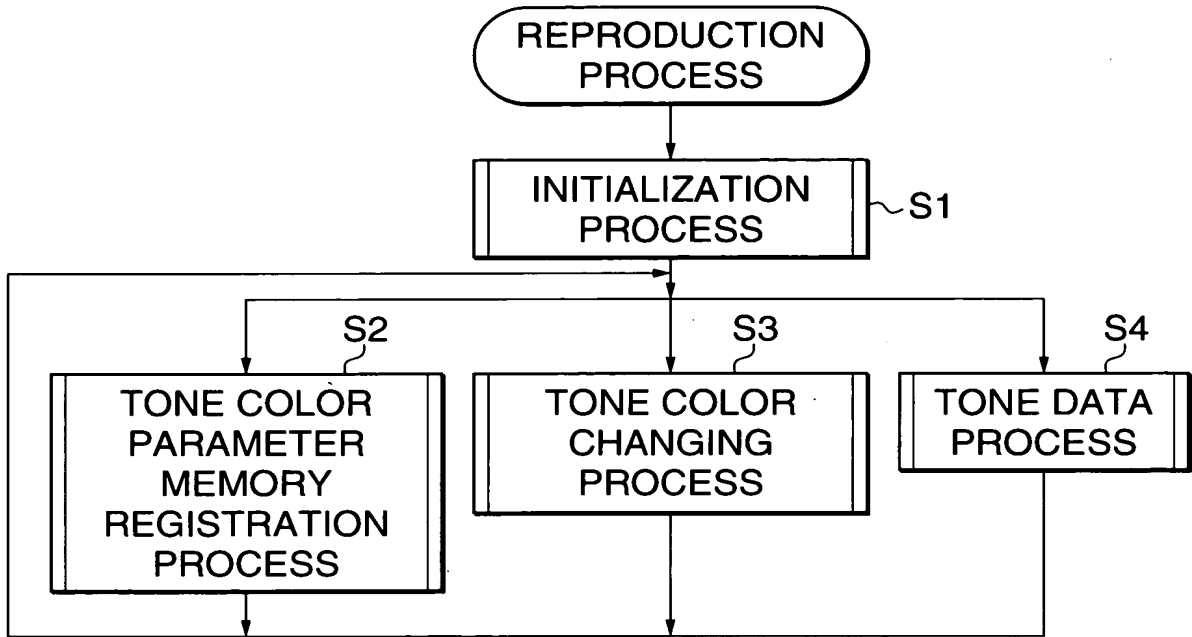 REPRODUCTION
PROCESS
INITIALIZATION
PROCESS
S1
S2
TONE COLOR
PARAMETER
MEMORY
REGISTRATION
PROCESS
S3
TONE COLOR
CHANGING
PROCESS
S4
TONE DATA
PROCESS